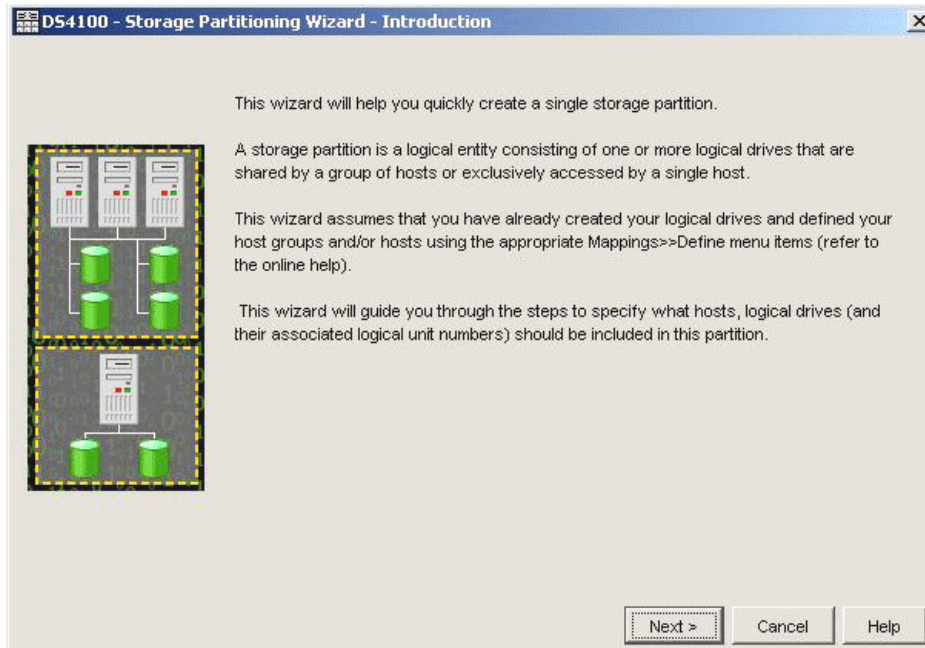 DS4100 - Storage Partitioning Wizard - Introduction
This wizard will help you quickly create a single storage partition.
A storage partition is a logical entity consisting of one or more logical drives that are
shared by a group of hosts or exclusively accessed by a single host.
This wizard assumes that you have already created your logical drives and defined your
host groups and/or hosts using the appropriate Mappings>>Define menu items (refer to
the online help).
This wizard will guide you through the steps to specify what hosts, logical drives (and
their associated logical unit numbers) should be included in this partition.
Next > Cancel Help